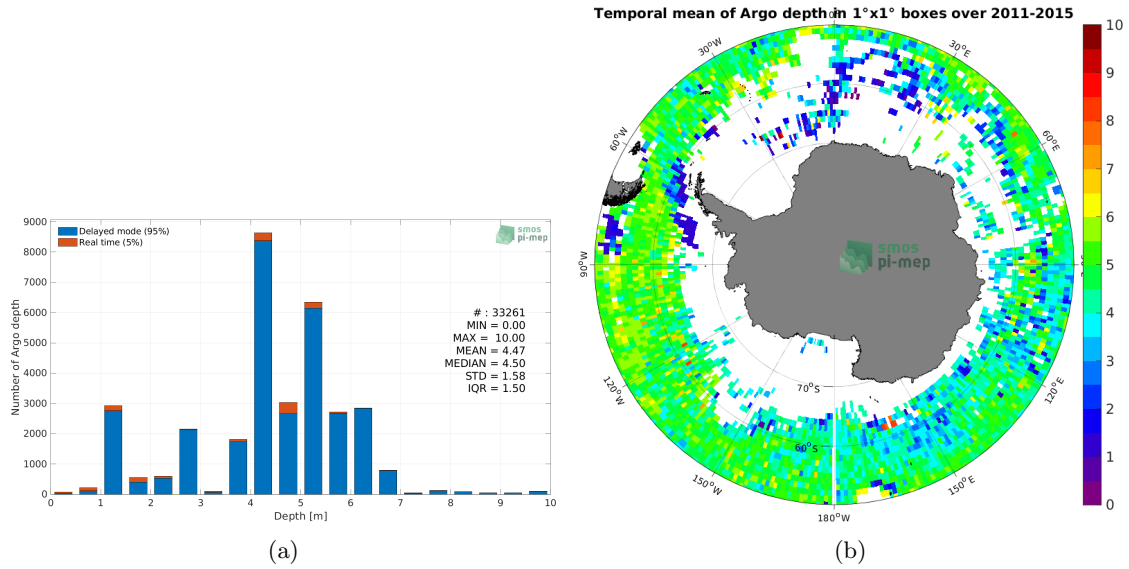 Temporal mean of Argo depth in 1°x1° boxes over 2011-2015
9000
8000
7000
6000
5000
4000
3000
2000
1000
0
Number of Argo depth
Delayed mode (95%)
Real time (5%)
smos
pi-mep
# : 33261
MIN = 0.00
MAX = 10.00
MEAN = 4.47
MEDIAN = 4.50
STD = 1.58
IQR = 1.50
1 2 3 4 5 6 7 8 9 10
Depth [m]
(a)
30°W
30°E
60°W
60°E
90°W
smos
pi-mep
120°W
120°E
70°S
60°S
150°W
150°E
180°W
10
9
8
7
6
5
4
3
2
1
0
(b)